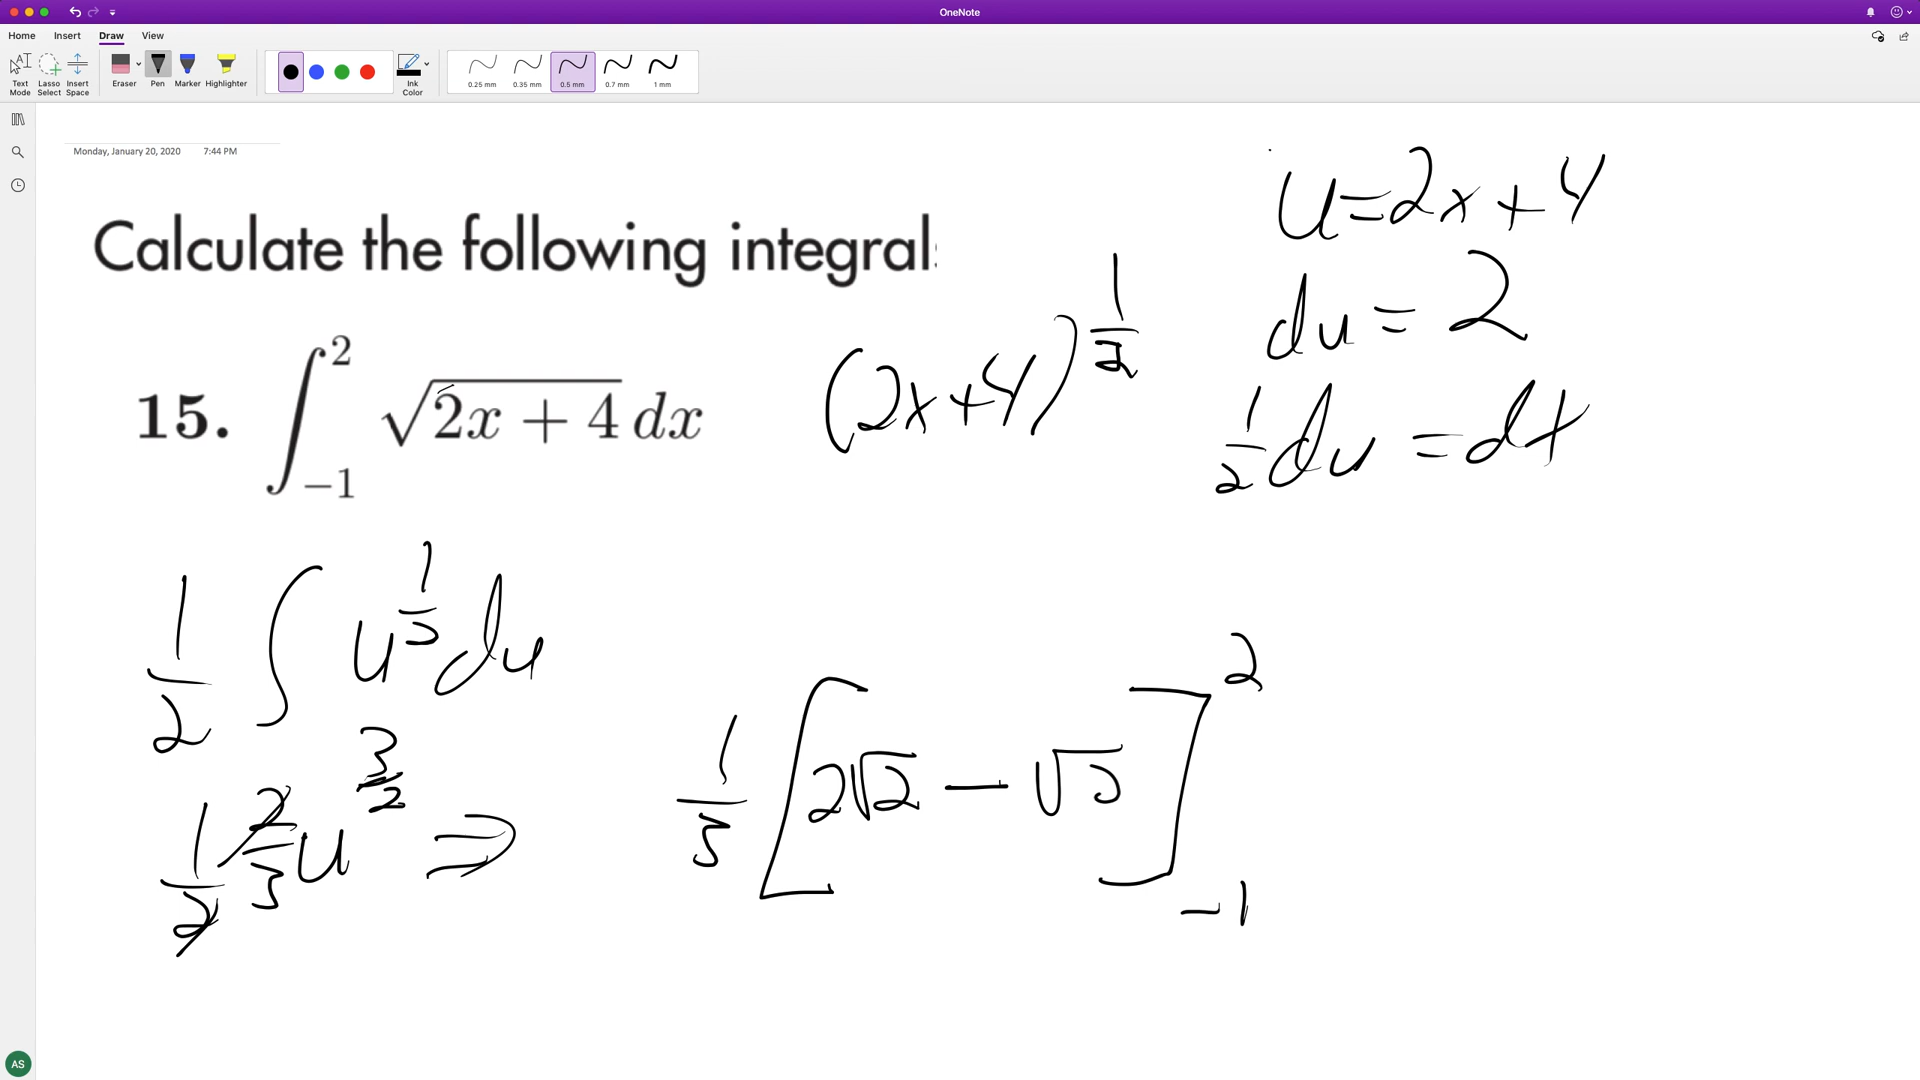 OneNote
Home Insert Draw View
Text Mode Lasso Select Insert Space Eraser Pen Marker Highlighter Ink Color 0.25 mm 0.35 mm 0.5 mm 0.7 mm 1 mm
Monday, January 20, 2020 7:44 PM
Calculate the following integral
15. ∫_{-1}^{2} √(2x + 4) dx
(2x+4)^{1/2}
u=2x+4
du = 2
1/2 du = dx
1/2 ∫ u^{1/2} du
1/2 2/3 u^{3/2} ⇒
1/3 [2√2 − √2]_{-1}^{2}
AS